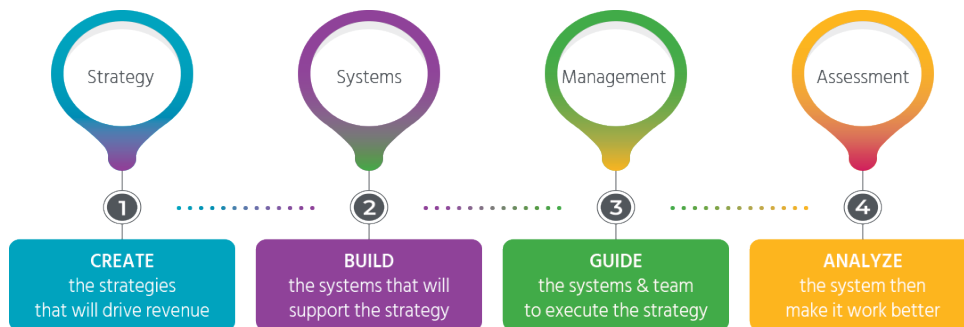 Strategy
Systems
Management
Assessment
1
2
3
4
CREATE
the strategies
that will drive revenue
BUILD
the systems that will
support the strategy
GUIDE
the systems & team
to execute the strategy
ANALYZE
the system then
make it work better